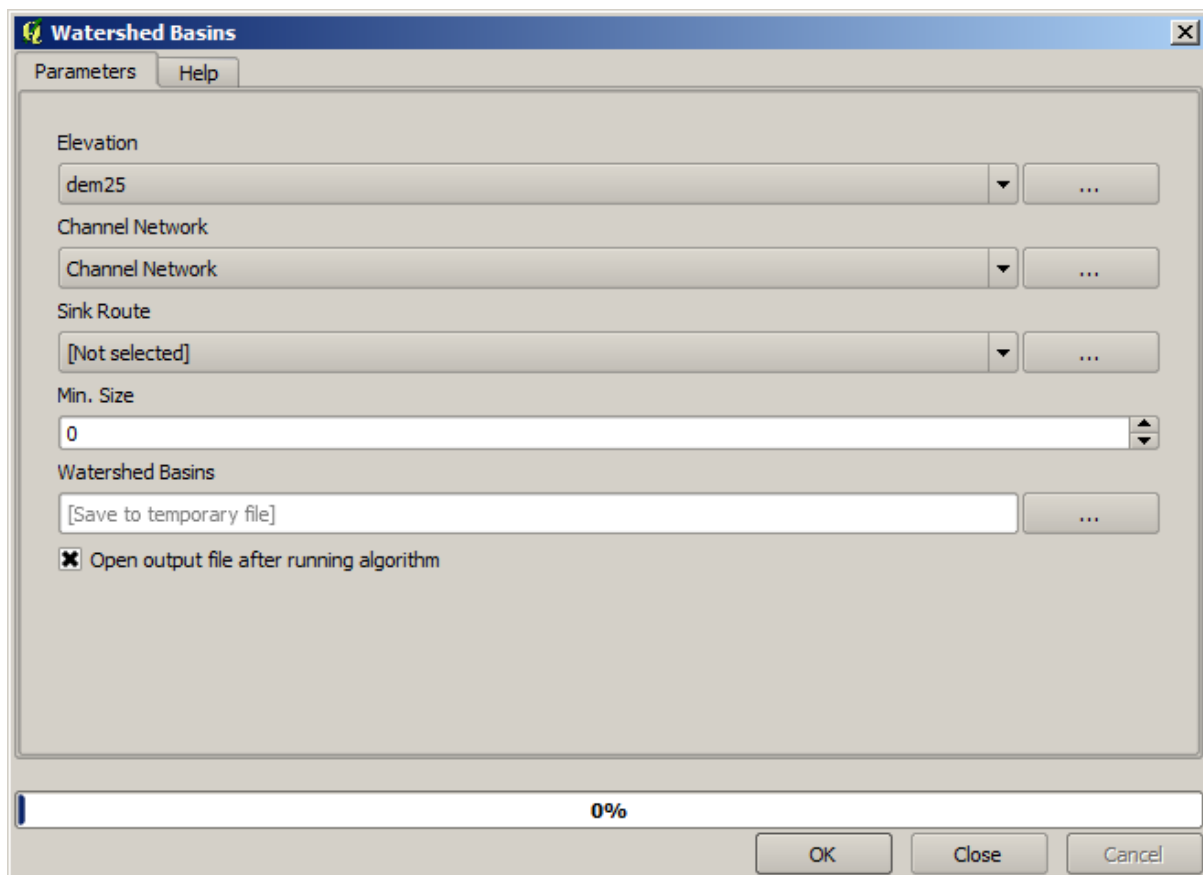 Watershed Basins
Parameters Help
Elevation
dem25 ...
Channel Network
Channel Network ...
Sink Route
[Not selected] ...
Min. Size
0
Watershed Basins
[Save to temporary file] ...
Open output file after running algorithm
0%
OK Close Cancel